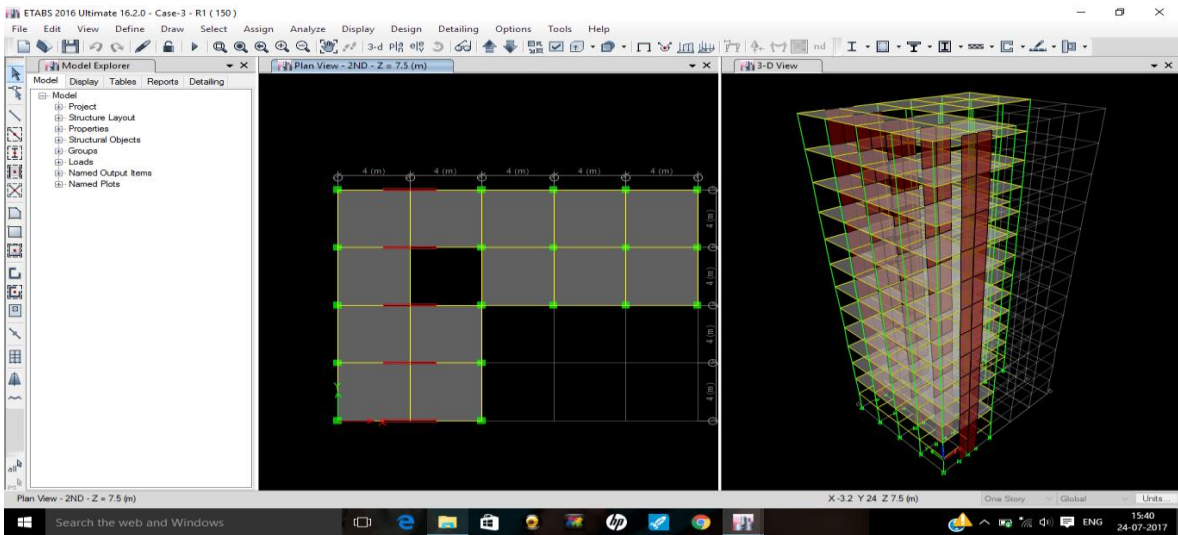 ETABS 2016 Ultimate 16.2.0 - Case-3 - R1 ( 150 )
File Edit View Define Draw Select Assign Analyze Display Design Detailing Options Tools Help
3-d nd
Model Explorer
Model Display Tables Reports Detailing
Model
Project
Structure Layout
Properties
Structural Objects
Groups
Loads
Named Output Items
Named Plots
all
Plan View - 2ND - Z = 7.5 (m)
4 (m) 4 (m) 4 (m) 4 (m) 4 (m)
4 (m)
4 (m)
4 (m)
4 (m)
Y
X
3-D View
Plan View - 2ND - Z = 7.5 (m)
X -3.2 Y 24 Z 7.5 (m)
One Story Global Units...
Search the web and Windows
hp
ENG
15:40
24-07-2017